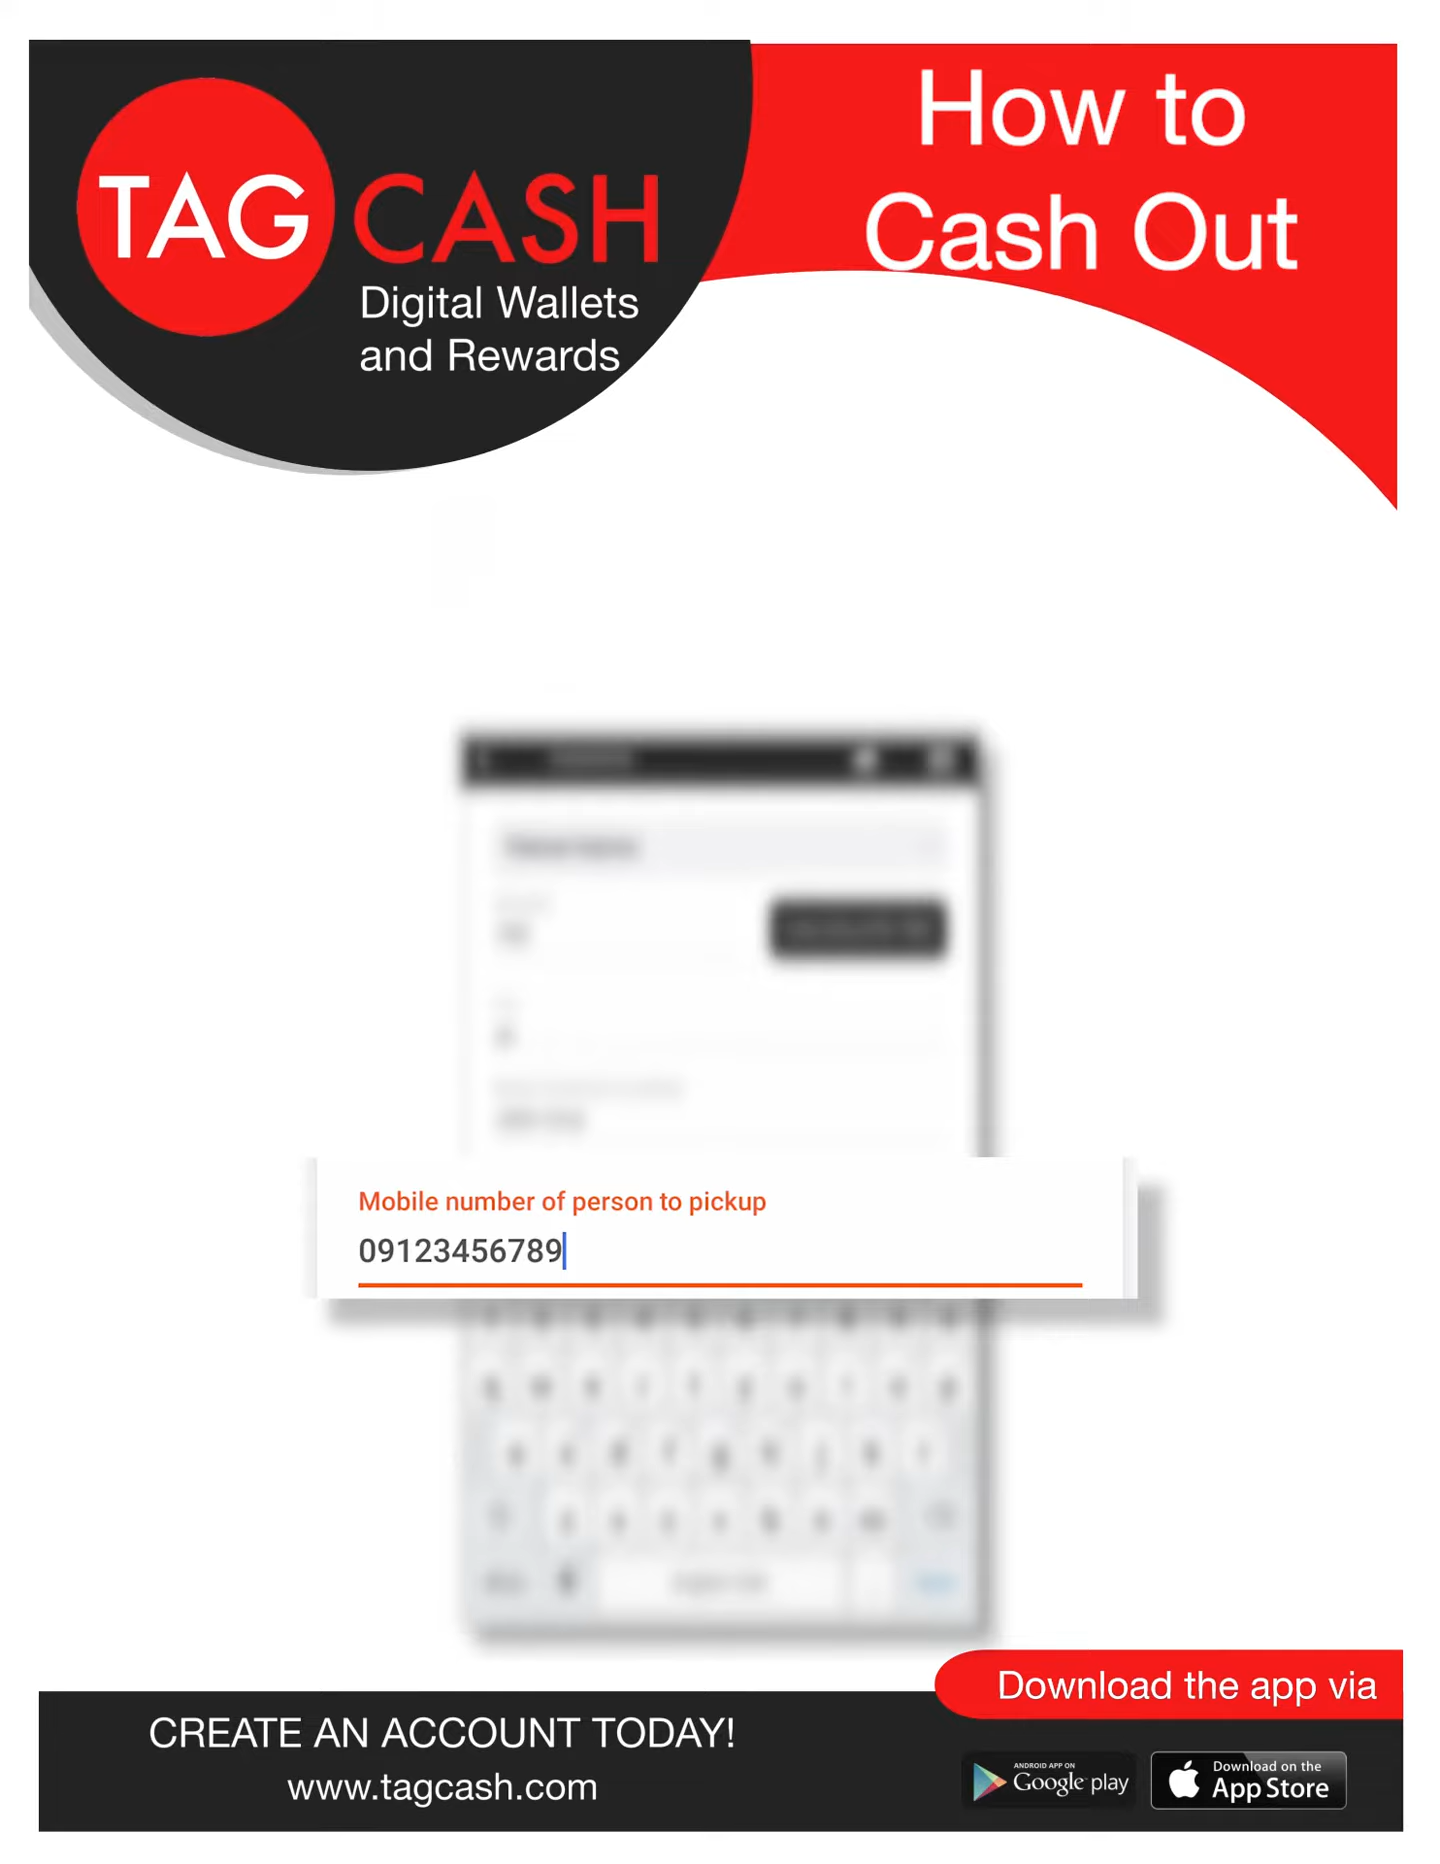 How to
Cash Out
TAG CASH
Digital Wallets
and Rewards
Mobile number of person to pickup
09123456789
Download the app via
CREATE AN ACCOUNT TODAY!
www.tagcash.com
ANDROID APP ON
Google play
Download on the
App Store